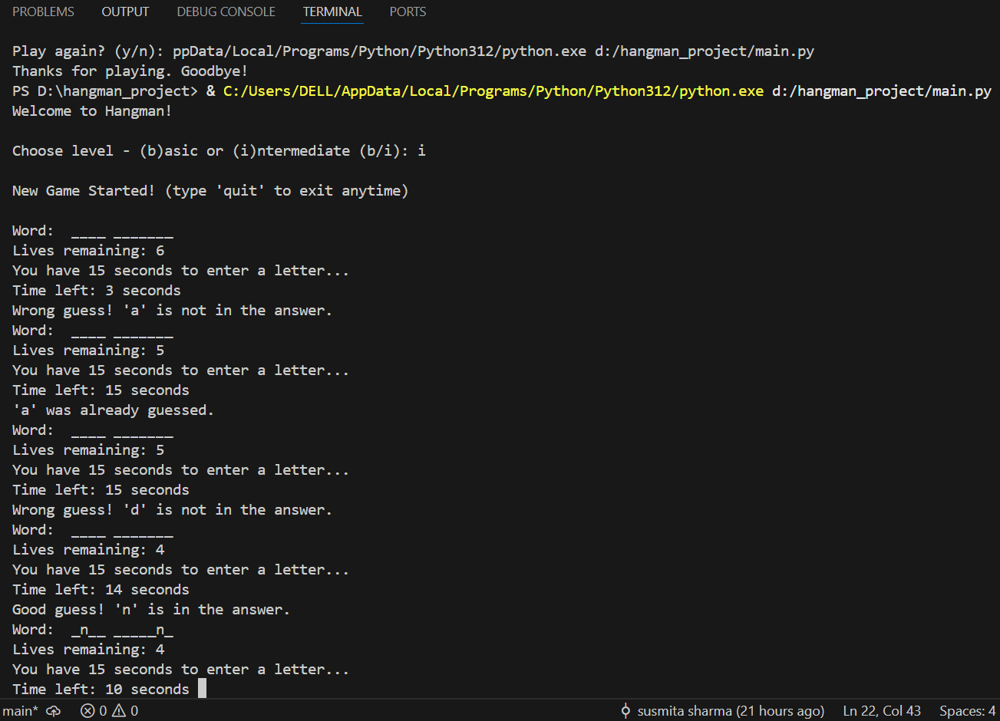 PROBLEMS OUTPUT DEBUG CONSOLE TERMINAL PORTS
Play again? (y/n): ppData/Local/Programs/Python/Python312/python.exe d:/hangman_project/main.py
Thanks for playing. Goodbye!
PS D:\hangman_project> & C:/Users/DELL/AppData/Local/Programs/Python/Python312/python.exe d:/hangman_project/main.py
Welcome to Hangman!
Choose level - (b)asic or (i)ntermediate (b/i): i
New Game Started! (type 'quit' to exit anytime)
Word:  ____ _______
Lives remaining: 6
You have 15 seconds to enter a letter...
Time left: 3 seconds
Wrong guess! 'a' is not in the answer.
Word:  ____ _______
Lives remaining: 5
You have 15 seconds to enter a letter...
Time left: 15 seconds
'a' was already guessed.
Word:  ____ _______
Lives remaining: 5
You have 15 seconds to enter a letter...
Time left: 15 seconds
Wrong guess! 'd' is not in the answer.
Word:  ____ _______
Lives remaining: 4
You have 15 seconds to enter a letter...
Time left: 14 seconds
Good guess! 'n' is in the answer.
Word:  _n__ _____n_
Lives remaining: 4
You have 15 seconds to enter a letter...
Time left: 10 seconds
main* 0 0 susmita sharma (21 hours ago) Ln 22, Col 43 Spaces: 4